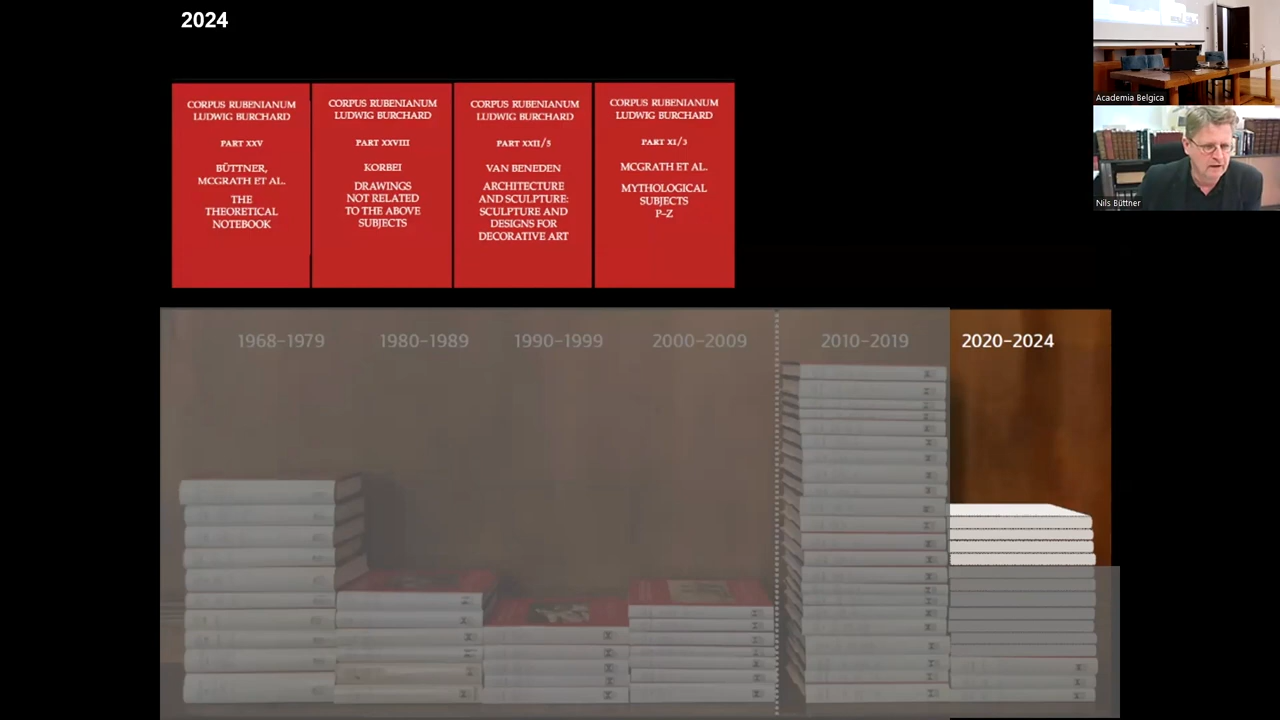 2024
CORPUS RUBENIANUM
LUDWIG BURCHARD
PART XXV
BÜTTNER,
MCGRATH ET AL.
THE
THEORETICAL
NOTEBOOK
CORPUS RUBENIANUM
LUDWIG BURCHARD
PART XXVIII
KORBEI
DRAWINGS
NOT RELATED
TO THE ABOVE
SUBJECTS
CORPUS RUBENIANUM
LUDWIG BURCHARD
PART XXII/5
VAN BENEDEN
ARCHITECTURE
AND SCULPTURE:
SCULPTURE AND
DESIGNS FOR
DECORATIVE ART
CORPUS RUBENIANUM
LUDWIG BURCHARD
PART XI/3
MCGRATH ET AL.
MYTHOLOGICAL
SUBJECTS
P–Z
Academia Belgica
Nils Büttner
1968–1979
1980–1989
1990–1999
2000–2009
2010–2019
2020–2024